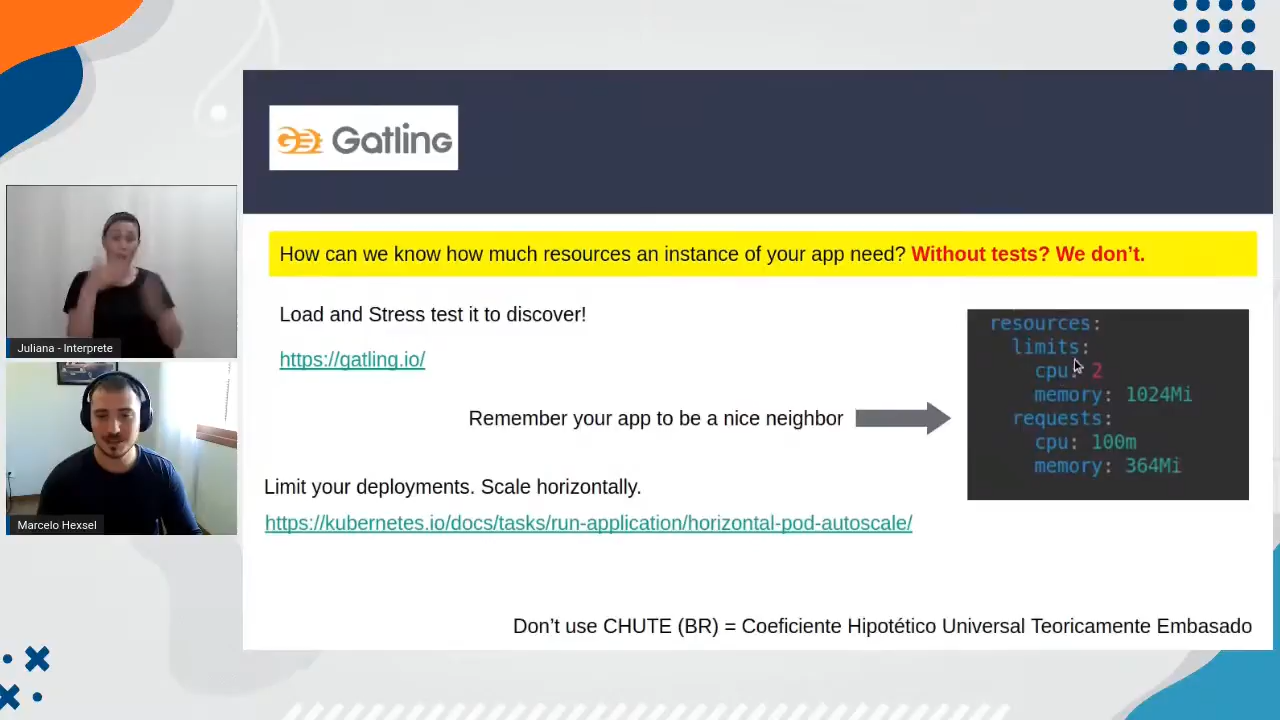 Gatling
How can we know how much resources an instance of your app need? Without tests? We don't.
Load and Stress test it to discover!
https://gatling.io/
Remember your app to be a nice neighbor
resources:
limits:
cpu: 2
memory: 1024Mi
requests:
cpu: 100m
memory: 364Mi
Limit your deployments. Scale horizontally.
https://kubernetes.io/docs/tasks/run-application/horizontal-pod-autoscale/
Don't use CHUTE (BR) = Coeficiente Hipotético Universal Teoricamente Embasado
Juliana - Interprete
Marcelo Hexsel